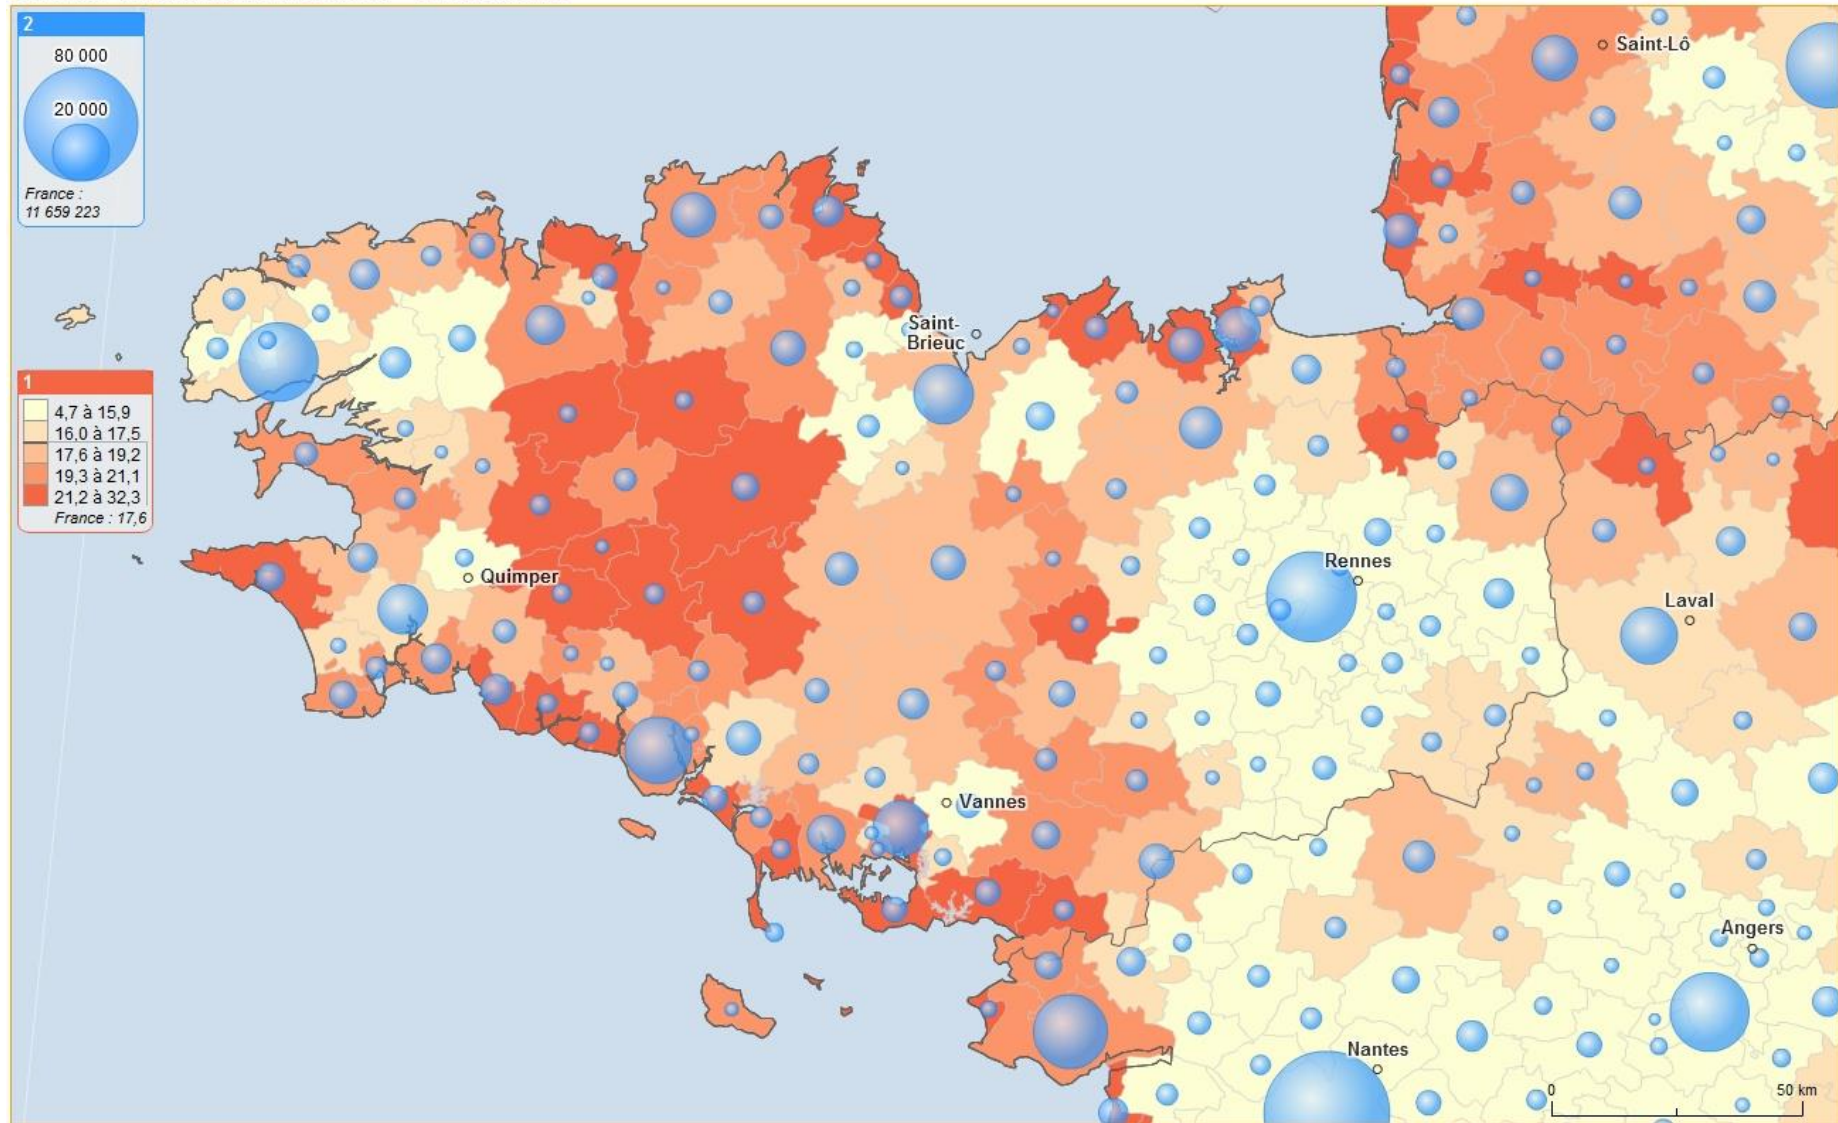 2
80 000
20 000
France :
11 659 223
1
4,7 à 15,9
16,0 à 17,5
17,6 à 19,2
19,3 à 21,1
21,2 à 32,3
France : 17,6
Saint-Lô
Saint-
Brieuc
Rennes
Quimper
Laval
Vannes
Angers
Nantes
0
50 km